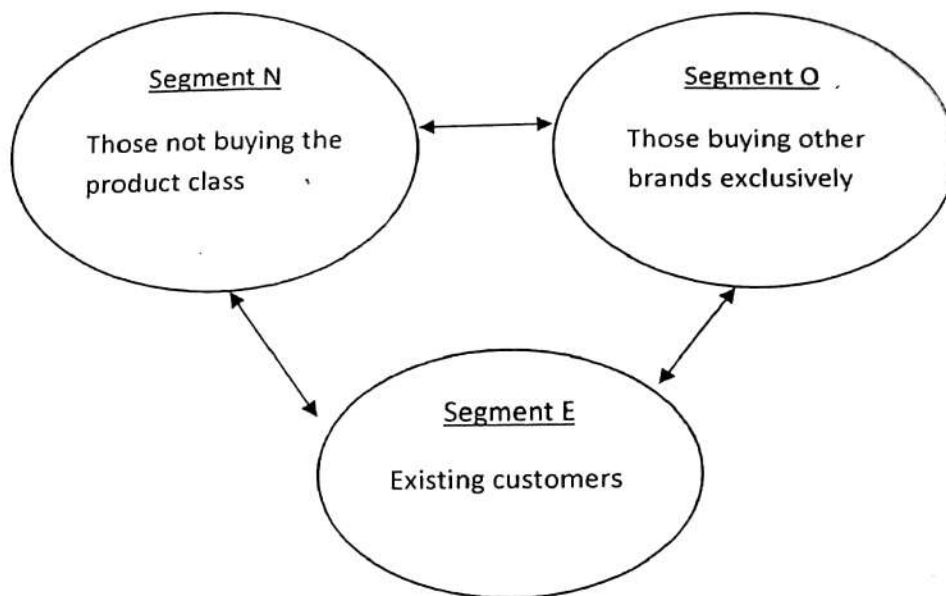 Segment N
Those not buying the
product class
Segment O
Those buying other
brands exclusively
Segment E
Existing customers